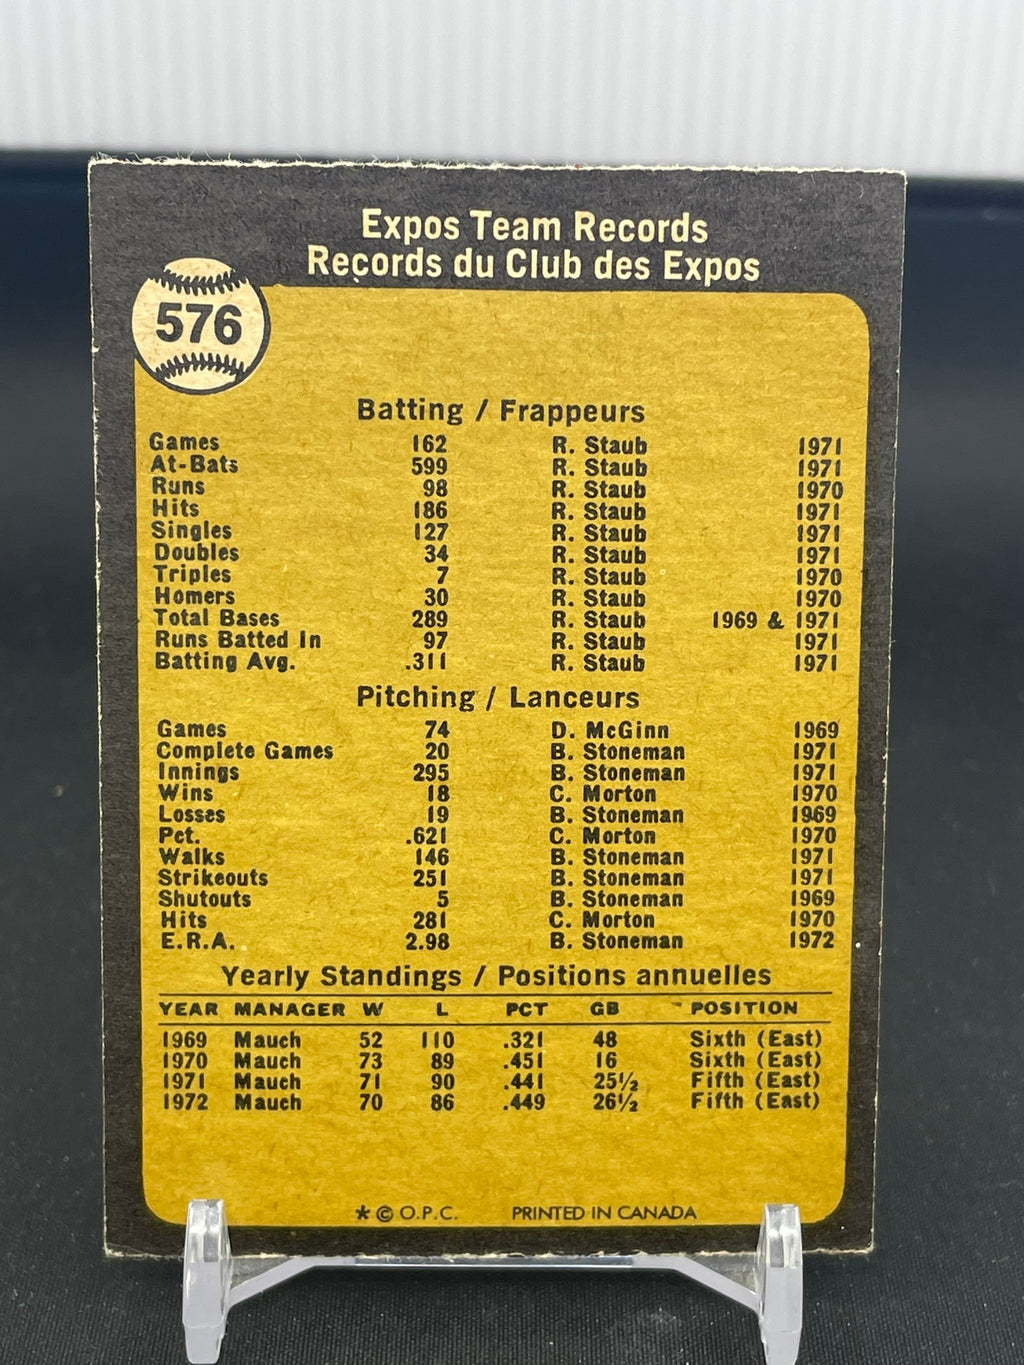 Expos Team Records
Records du Club des Expos
576
Batting / Frappeurs
Games 162 R. Staub 1971
At-Bats 599 R. Staub 1971
Runs 98 R. Staub 1970
Hits 186 R. Staub 1971
Singles 127 R. Staub 1971
Doubles 34 R. Staub 1971
Triples 7 R. Staub 1970
Homers 30 R. Staub 1970
Total Bases 289 R. Staub 1969 & 1971
Runs Batted In 97 R. Staub 1971
Batting Avg. .311 R. Staub 1971
Pitching / Lanceurs
Games 74 D. McGinn 1969
Complete Games 20 B. Stoneman 1971
Innings 295 B. Stoneman 1971
Wins 18 C. Morton 1970
Losses 19 B. Stoneman 1969
Pct. .621 C. Morton 1970
Walks 146 B. Stoneman 1971
Strikeouts 251 B. Stoneman 1971
Shutouts 5 B. Stoneman 1969
Hits 281 C. Morton 1970
E.R.A. 2.98 B. Stoneman 1972
Yearly Standings / Positions annuelles
YEAR MANAGER W L PCT GB POSITION
1969 Mauch 52 110 .321 48 Sixth (East)
1970 Mauch 73 89 .451 16 Sixth (East)
1971 Mauch 71 90 .441 25½ Fifth (East)
1972 Mauch 70 86 .449 26½ Fifth (East)
* © O.P.C. PRINTED IN CANADA